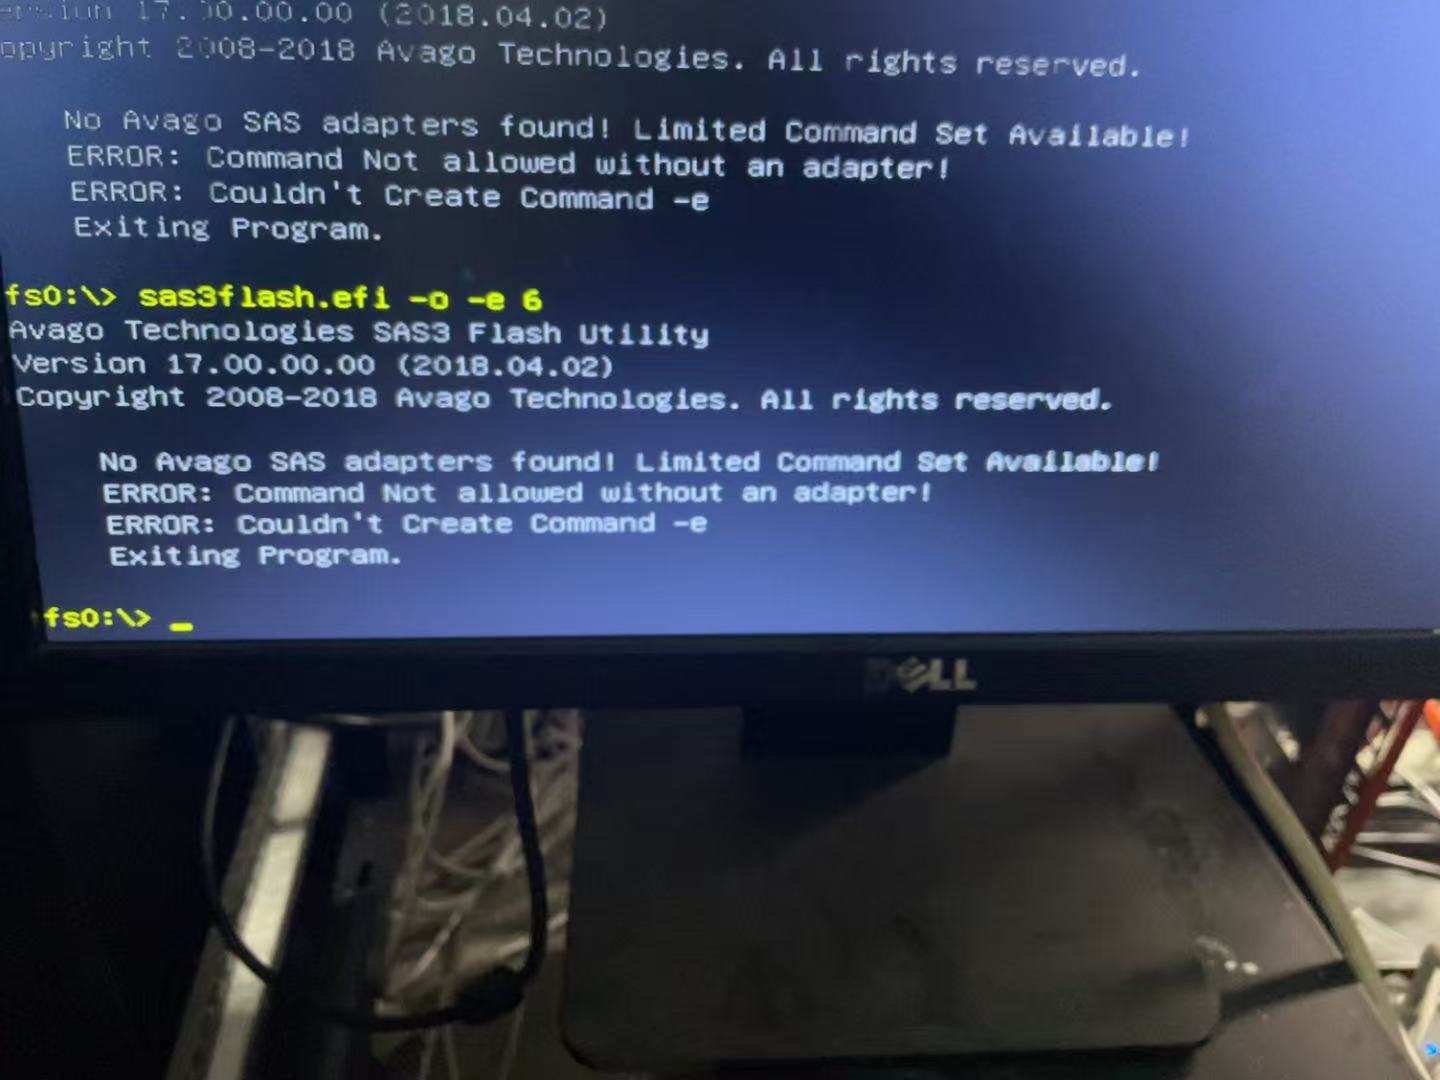 Version 17.00.00.00 (2018.04.02)
Copyright 2008-2018 Avago Technologies. All rights reserved.
No Avago SAS adapters found! Limited Command Set Available!
ERROR: Command Not allowed without an adapter!
ERROR: Couldn't Create Command -e
Exiting Program.
fs0:\> sas3flash.efi -o -e 6
Avago Technologies SAS3 Flash Utility
Version 17.00.00.00 (2018.04.02)
Copyright 2008-2018 Avago Technologies. All rights reserved.
No Avago SAS adapters found! Limited Command Set Available!
ERROR: Command Not allowed without an adapter!
ERROR: Couldn't Create Command -e
Exiting Program.
fs0:\> _
DELL